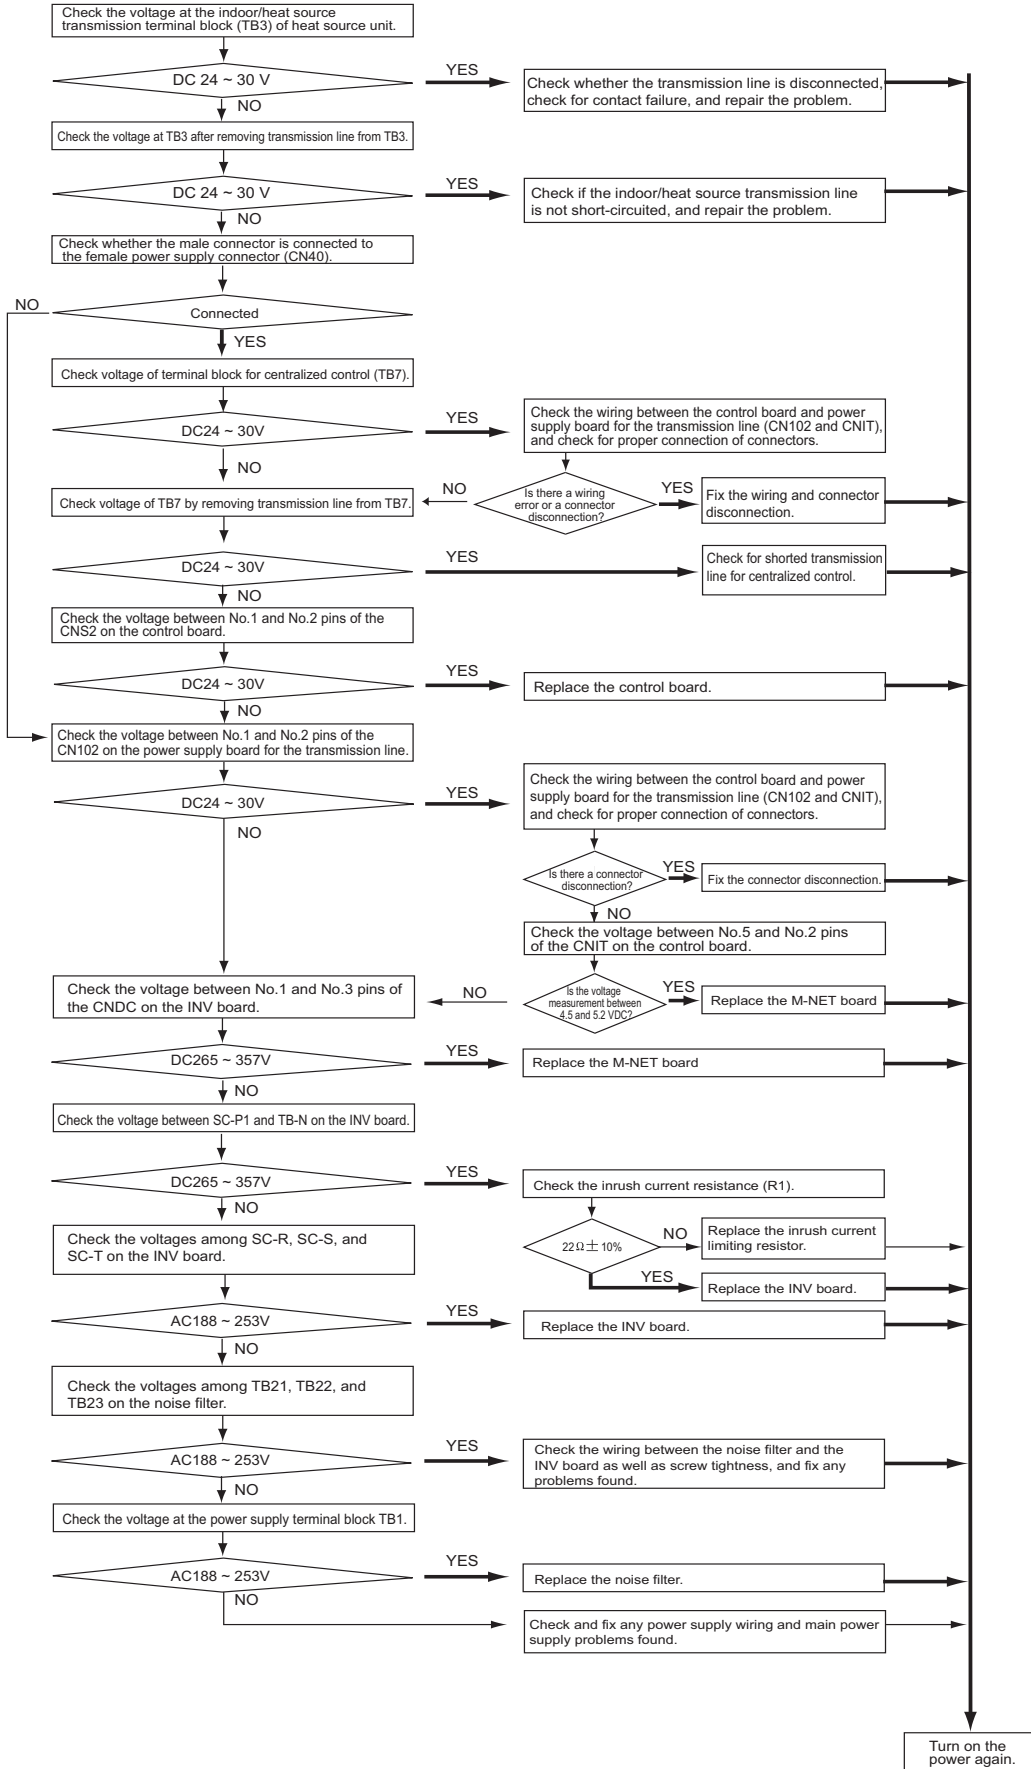 Check the voltage at the indoor/heat source
transmission terminal block (TB3) of heat source unit.
DC 24 ~ 30 V
YES
Check whether the transmission line is disconnected,
check for contact failure, and repair the problem.
NO
Check the voltage at TB3 after removing transmission line from TB3.
DC 24 ~ 30 V
YES
Check if the indoor/heat source transmission line
is not short-circuited, and repair the problem.
NO
Check whether the male connector is connected to
the female power supply connector (CN40).
NO
Connected
YES
Check voltage of terminal block for centralized control (TB7).
DC24 ~ 30V
YES
Check the wiring between the control board and power
supply board for the transmission line (CN102 and CNIT),
and check for proper connection of connectors.
NO
Is there a wiring
error or a connector
disconnection?
NO
YES
Fix the wiring and connector
disconnection.
Check voltage of TB7 by removing transmission line from TB7.
DC24 ~ 30V
YES
Check for shorted transmission
line for centralized control.
NO
Check the voltage between No.1 and No.2 pins of the
CNS2 on the control board.
DC24 ~ 30V
YES
Replace the control board.
NO
Check the voltage between No.1 and No.2 pins of the
CN102 on the power supply board for the transmission line.
DC24 ~ 30V
YES
Check the wiring between the control board and power
supply board for the transmission line (CN102 and CNIT),
and check for proper connection of connectors.
NO
Is there a connector
disconnection?
YES
Fix the connector disconnection.
NO
Check the voltage between No.5 and No.2 pins
of the CNIT on the control board.
Check the voltage between No.1 and No.3 pins of
the CNDC on the INV board.
NO
Is the voltage
measurement between
4.5 and 5.2 VDC?
YES
Replace the M-NET board
DC265 ~ 357V
YES
Replace the M-NET board
NO
Check the voltage between SC-P1 and TB-N on the INV board.
DC265 ~ 357V
YES
Check the inrush current resistance (R1).
NO
Check the voltages among SC-R, SC-S, and
SC-T on the INV board.
22Ω± 10%
NO
Replace the inrush current
limiting resistor.
YES
Replace the INV board.
AC188 ~ 253V
YES
Replace the INV board.
NO
Check the voltages among TB21, TB22, and
TB23 on the noise filter.
AC188 ~ 253V
YES
Check the wiring between the noise filter and the
INV board as well as screw tightness, and fix any
problems found.
NO
Check the voltage at the power supply terminal block TB1.
AC188 ~ 253V
YES
Replace the noise filter.
NO
Check and fix any power supply wiring and main power
supply problems found.
Turn on the
power again.